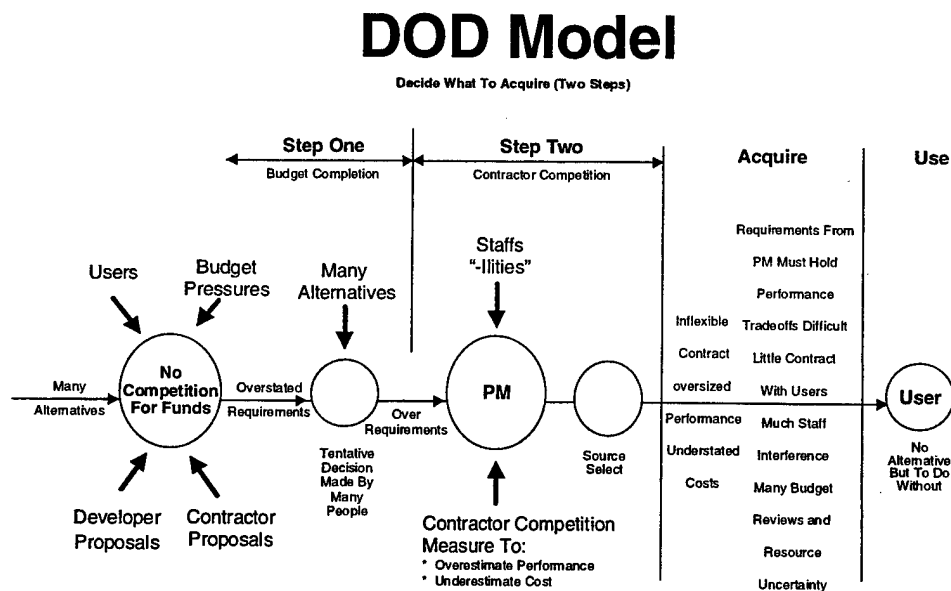 DOD Model
Decide What To Acquire (Two Steps)
Step One
Budget Completion
Step Two
Contractor Competition
Acquire
Use
Users
Budget
Pressures
Many
Alternatives
Staffs
"-Ilities"
Many
Alternatives
No
Competition
For Funds
Overstated
Requirements
Over
Requirements
PM
Developer
Proposals
Contractor
Proposals
Tentative
Decision
Made By
Many
People
Source
Select
Contractor Competition
Measure To:
* Overestimate Performance
* Underestimate Cost
Inflexible
Contract
oversized
Performance
Understated
Costs
Requirements From
PM Must Hold
Performance
Tradeoffs Difficult
Little Contract
With Users
Much Staff
Interference
Many Budget
Reviews and
Resource
Uncertainty
User
No
Alternative
But To Do
Without